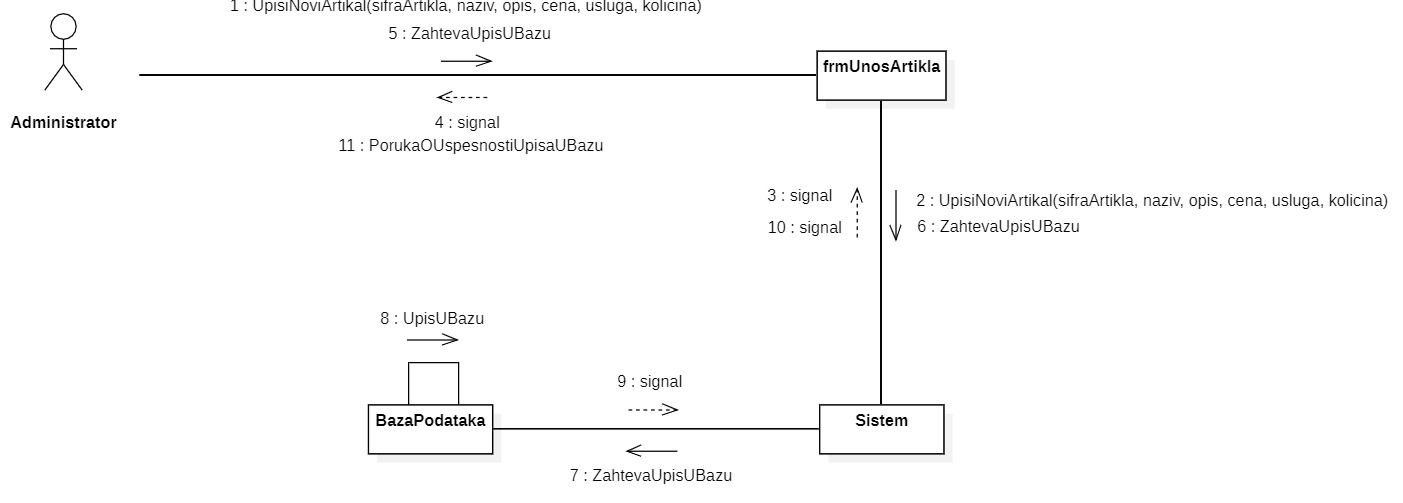 1 : UpisiNoviArtikal(sifraArtikla, naziv, opis, cena, usluga, kolicina)
5 : ZahtevaUpisUBazu
frmUnosArtikla
Administrator
4 : signal
11 : PorukaOUspesnostiUpisaUBazu
3 : signal
2 : UpisiNoviArtikal(sifraArtikla, naziv, opis, cena, usluga, kolicina)
10 : signal
6 : ZahtevaUpisUBazu
8 : UpisUBazu
9 : signal
BazaPodataka
Sistem
7 : ZahtevaUpisUBazu